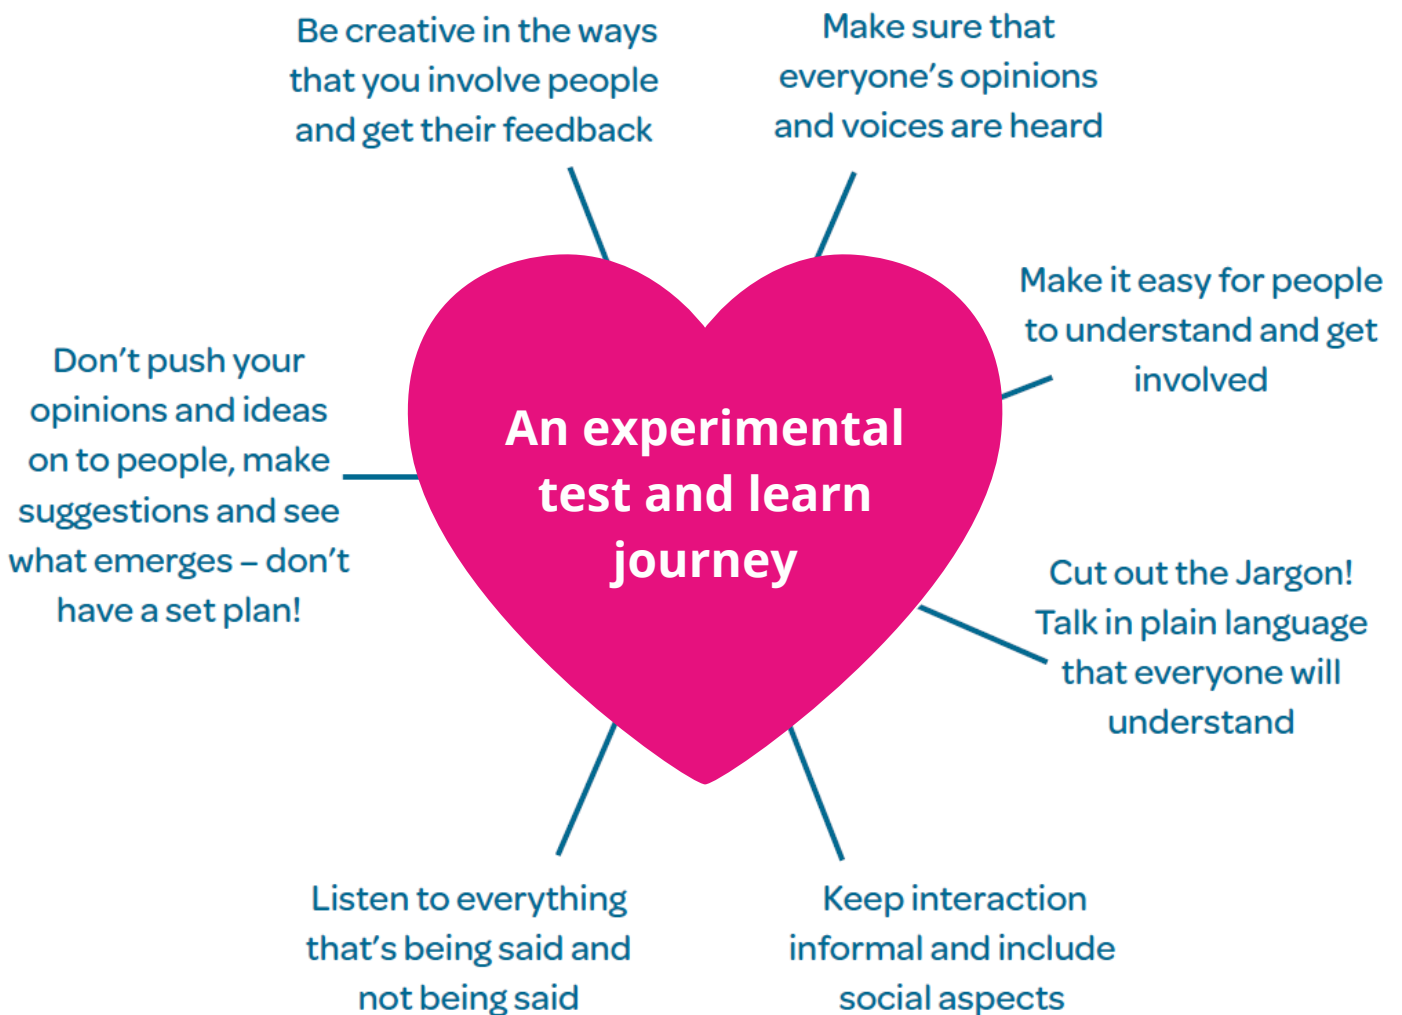 Be creative in the ways
that you involve people
and get their feedback
Make sure that
everyone's opinions
and voices are heard
Make it easy for people
to understand and get
involved
Cut out the Jargon!
Talk in plain language
that everyone will
understand
Keep interaction
informal and include
social aspects
Listen to everything
that's being said and
not being said
Don't push your
opinions and ideas
on to people, make
suggestions and see
what emerges – don't
have a set plan!
An experimental
test and learn
journey